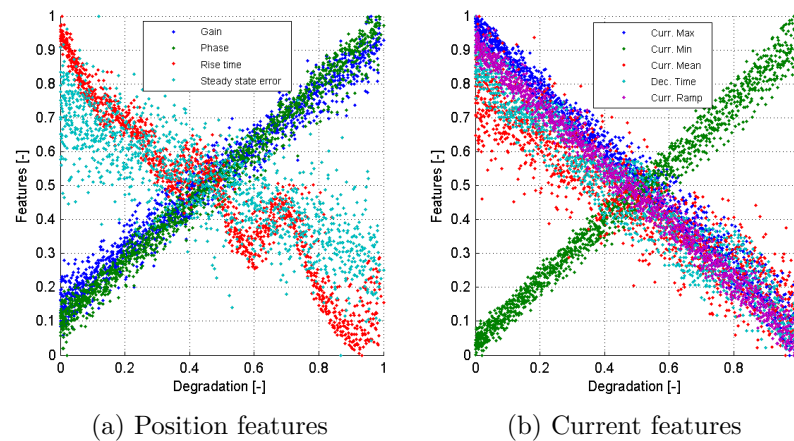 Gain
Phase
Rise time
Steady state error
Features [-]
1
0.9
0.8
0.7
0.6
0.5
0.4
0.3
0.2
0.1
0
0 0.2 0.4 0.6 0.8 1
Degradation [-]
(a) Position features
Curr. Max
Curr. Min
Curr. Mean
Dec. Time
Curr. Ramp
Features [-]
1
0.9
0.8
0.7
0.6
0.5
0.4
0.3
0.2
0.1
0
0 0.2 0.4 0.6 0.8
Degradation [-]
(b) Current features